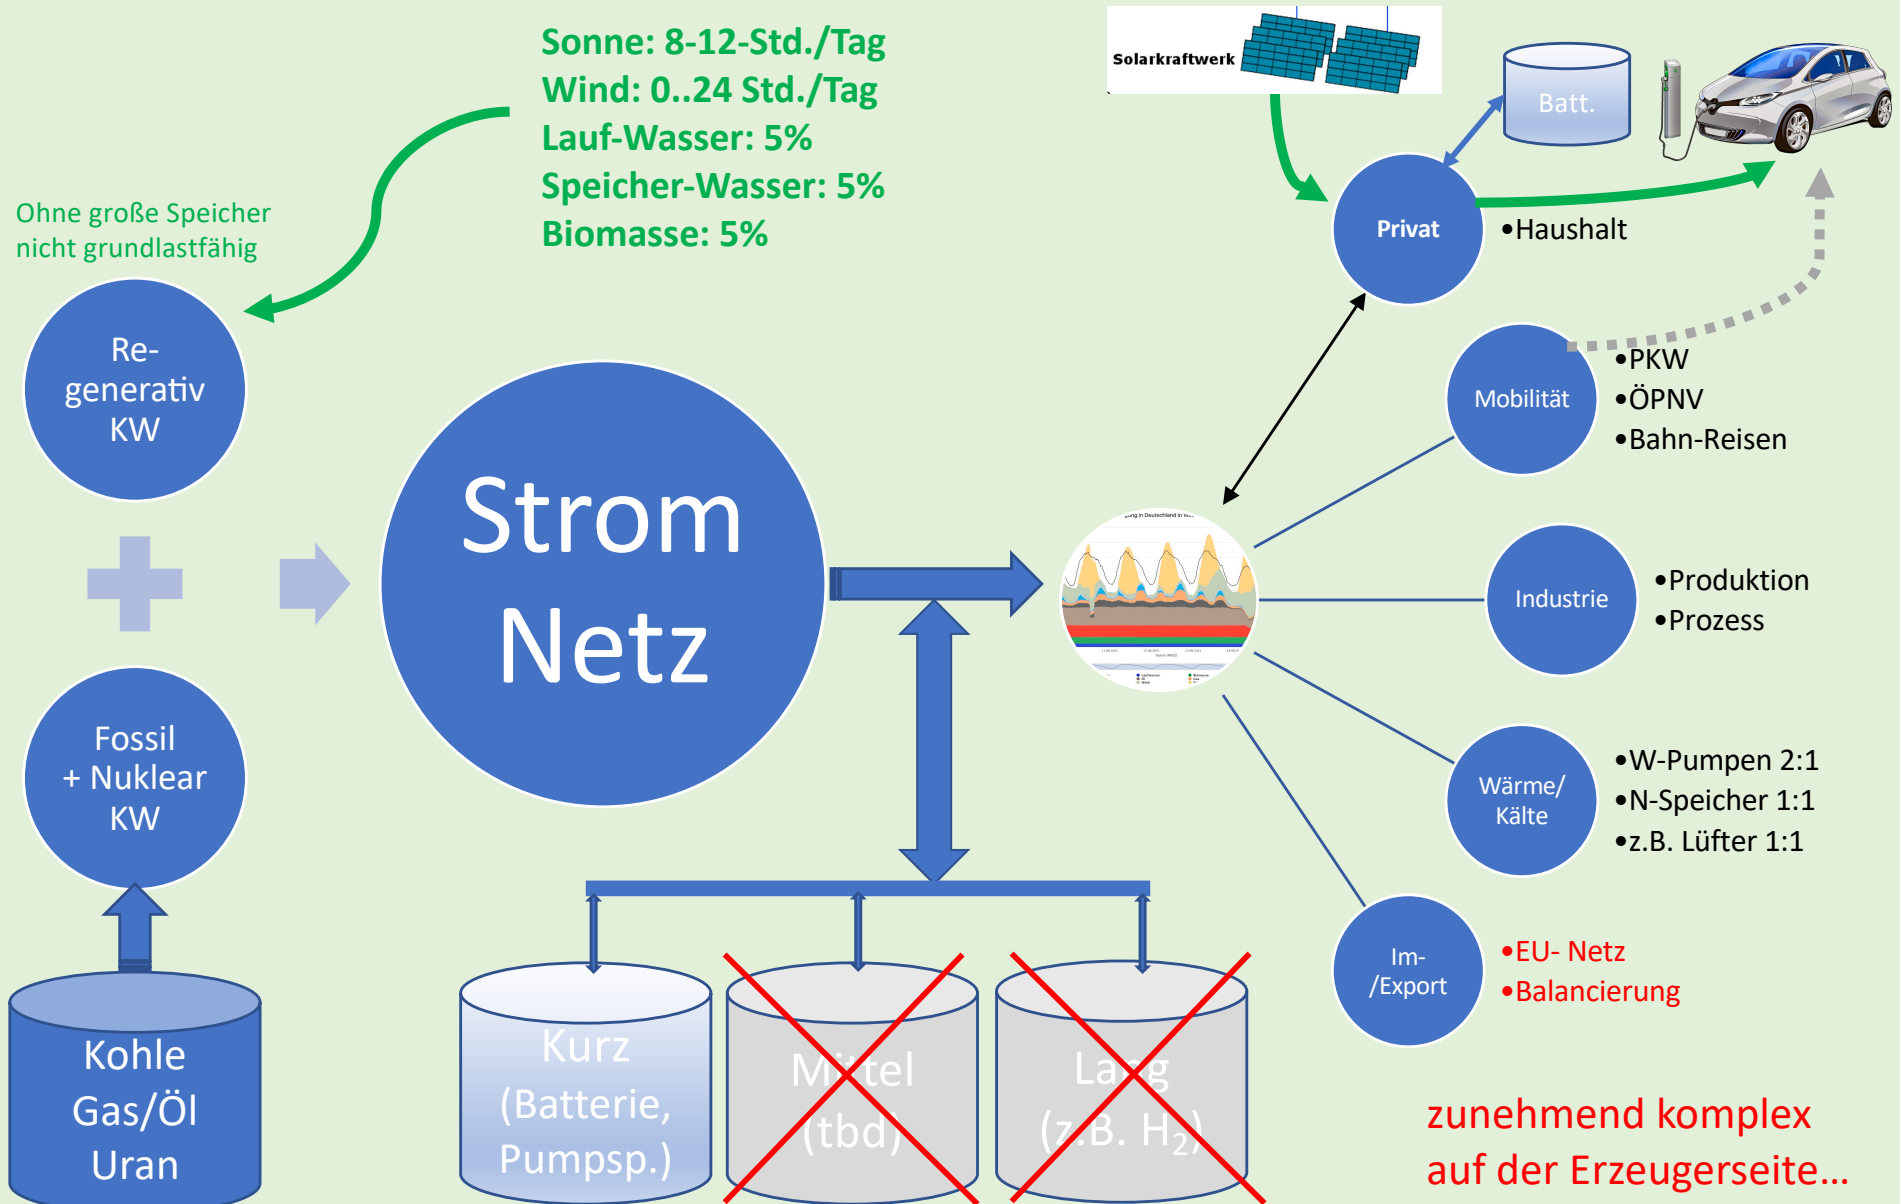 Sonne: 8-12-Std./Tag
Wind: 0..24 Std./Tag
Lauf-Wasser: 5%
Speicher-Wasser: 5%
Biomasse: 5%
Solarkraftwerk
Batt.
Ohne große Speicher
nicht grundlastfähig
Privat
•Haushalt
Re-
generativ
KW
Mobilität
•PKW
•ÖPNV
•Bahn-Reisen
Strom
Netz
Industrie
•Produktion
•Prozess
Fossil
+ Nuklear
KW
Wärme/
Kälte
•W-Pumpen 2:1
•N-Speicher 1:1
•z.B. Lüfter 1:1
Im-
/Export
•EU- Netz
•Balancierung
Kohle
Gas/Öl
Uran
Kurz
(Batterie,
Pumpsp.)
Mittel
(tbd)
Lang
(z.B. H₂)
zunehmend komplex
auf der Erzeugerseite...